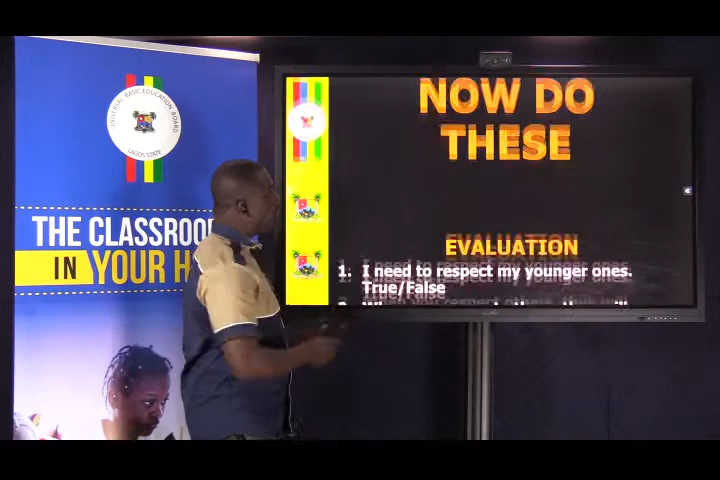 UNIVERSAL BASIC EDUCATION BOARD
LAGOS STATE
THE CLASSROO
IN YOUR H
NOW DO
THESE
EVALUATION
1. I need to respect my younger ones.
True/False